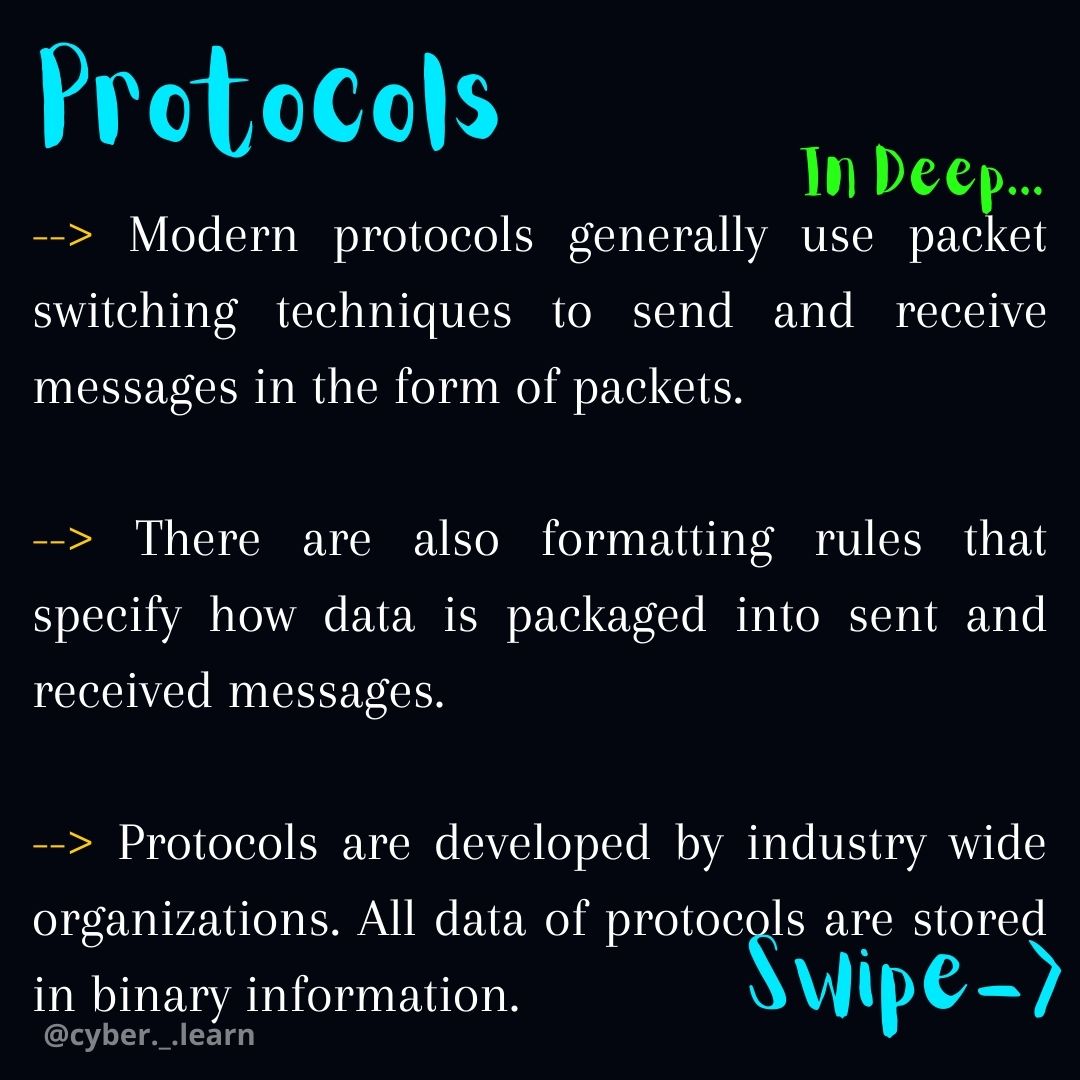 Protocols
In Deep...
--> Modern protocols generally use packet
switching techniques to send and receive
messages in the form of packets.
--> There are also formatting rules that
specify how data is packaged into sent and
received messages.
--> Protocols are developed by industry wide
organizations. All data of protocols are stored
in binary information.
Swipe->
@cyber._.learn